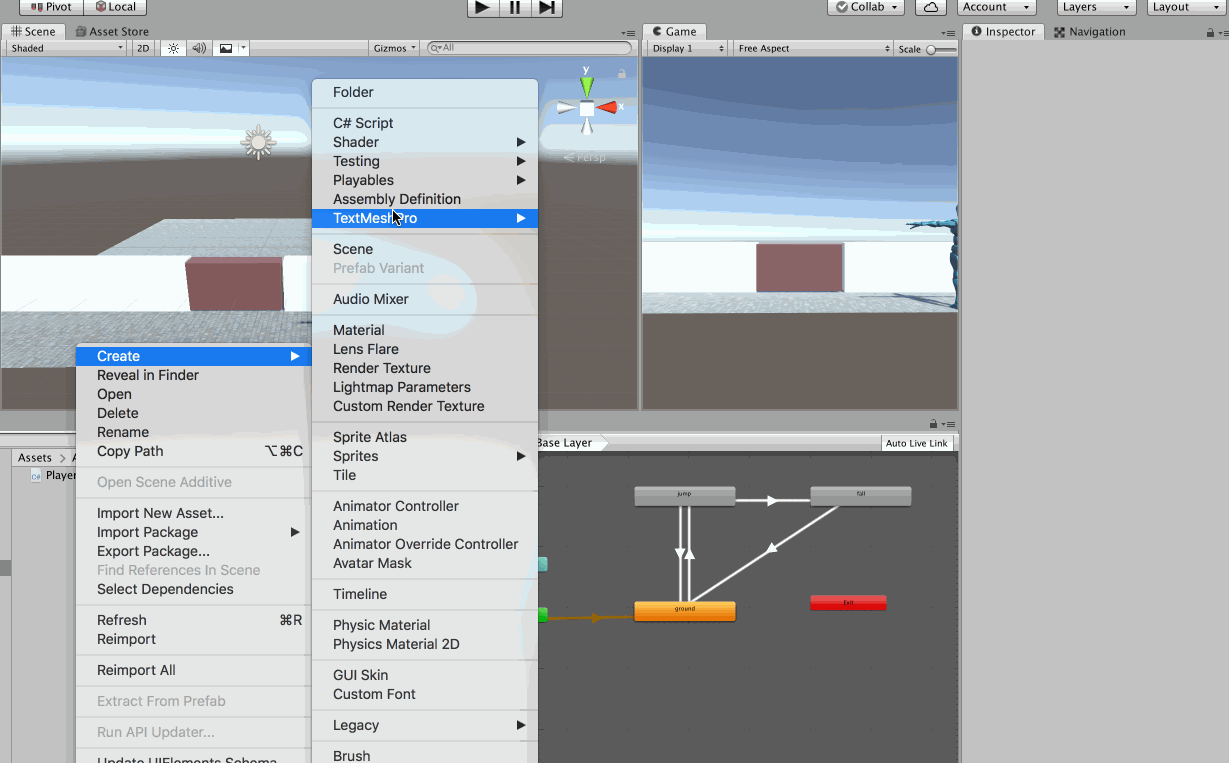 Pivot Local Collab Account Layers Layout
Scene Asset Store Game Inspector Navigation
Shaded 2D Gizmos All Display 1 Free Aspect Scale
y
x
Persp
Folder
C# Script
Shader
Testing
Playables
Assembly Definition
TextMeshPro
Scene
Prefab Variant
Audio Mixer
Material
Lens Flare
Render Texture
Lightmap Parameters
Custom Render Texture
Sprite Atlas
Sprites
Tile
Animator Controller
Animation
Animator Override Controller
Avatar Mask
Timeline
Physic Material
Physics Material 2D
GUI Skin
Custom Font
Legacy
Brush
Create
Reveal in Finder
Open
Delete
Rename
Copy Path ⌥⌘C
Open Scene Additive
Import New Asset...
Import Package
Export Package...
Find References In Scene
Select Dependencies
Refresh ⌘R
Reimport
Reimport All
Extract From Prefab
Run API Updater...
Update UIElements Schema
Assets
C# Player
Base Layer Auto Live Link
jump fall
ground Exit